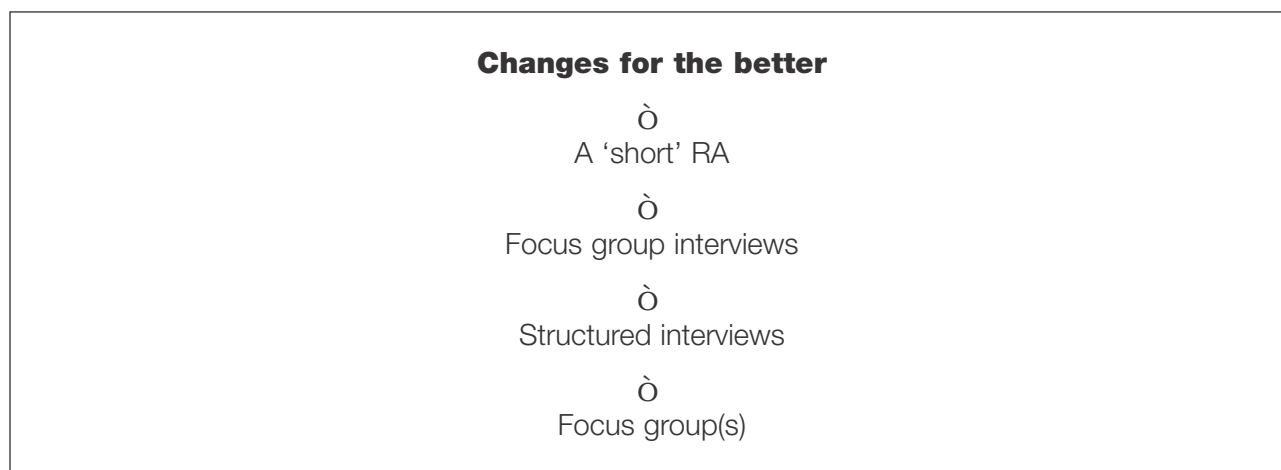 Changes for the better
Ò
A ‘short’ RA
Ò
Focus group interviews
Ò
Structured interviews
Ò
Focus group(s)